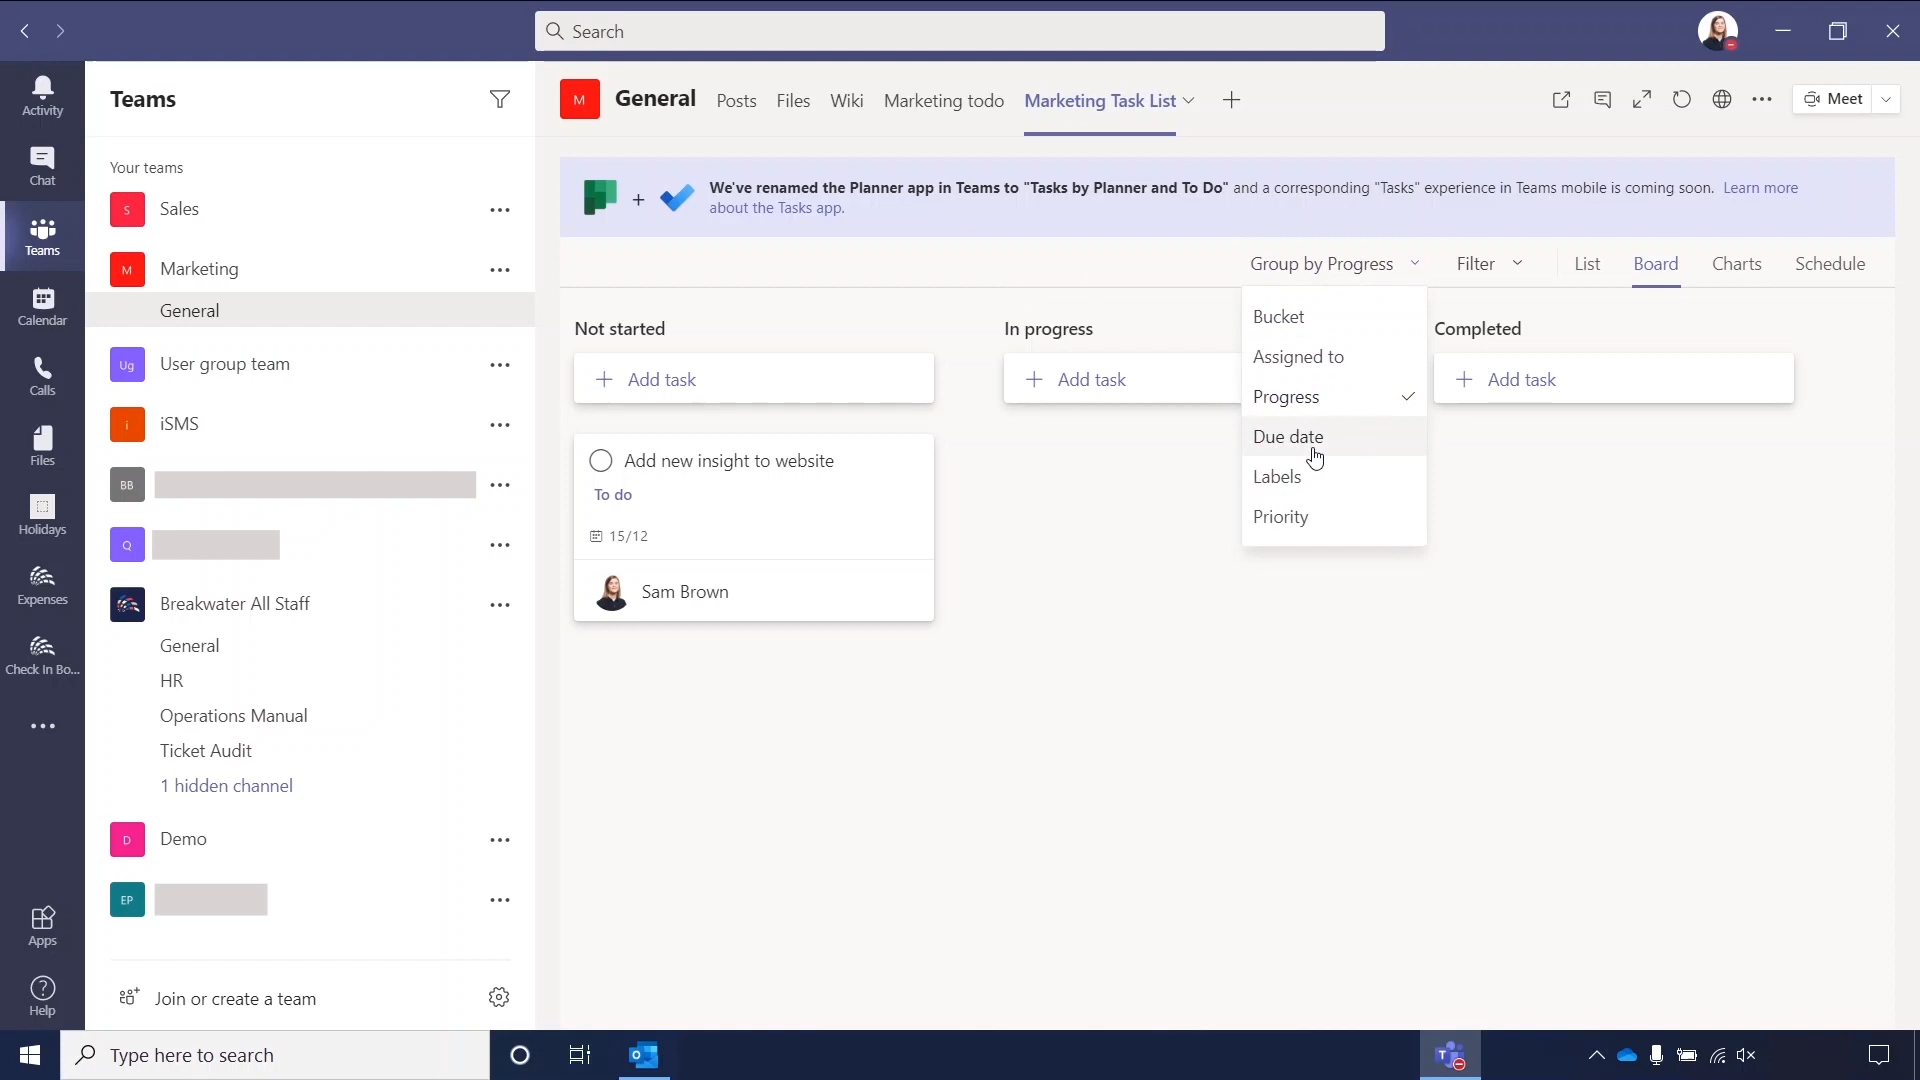 Search
Activity
Chat
Teams
Calendar
Calls
Files
Holidays
Expenses
Check In Bo...
Apps
Help
Teams
Your teams
S
Sales
M
Marketing
General
Ug
User group team
i
iSMS
BB
Q
Breakwater All Staff
General
HR
Operations Manual
Ticket Audit
1 hidden channel
D
Demo
EP
Join or create a team
M
General
Posts
Files
Wiki
Marketing todo
Marketing Task List
Meet
We've renamed the Planner app in Teams to "Tasks by Planner and To Do" and a corresponding "Tasks" experience in Teams mobile is coming soon. Learn more
about the Tasks app.
Group by Progress
Filter
List
Board
Charts
Schedule
Bucket
Assigned to
Progress
Due date
Labels
Priority
Not started
Add task
Add new insight to website
To do
15/12
Sam Brown
In progress
Add task
Completed
Add task
Type here to search